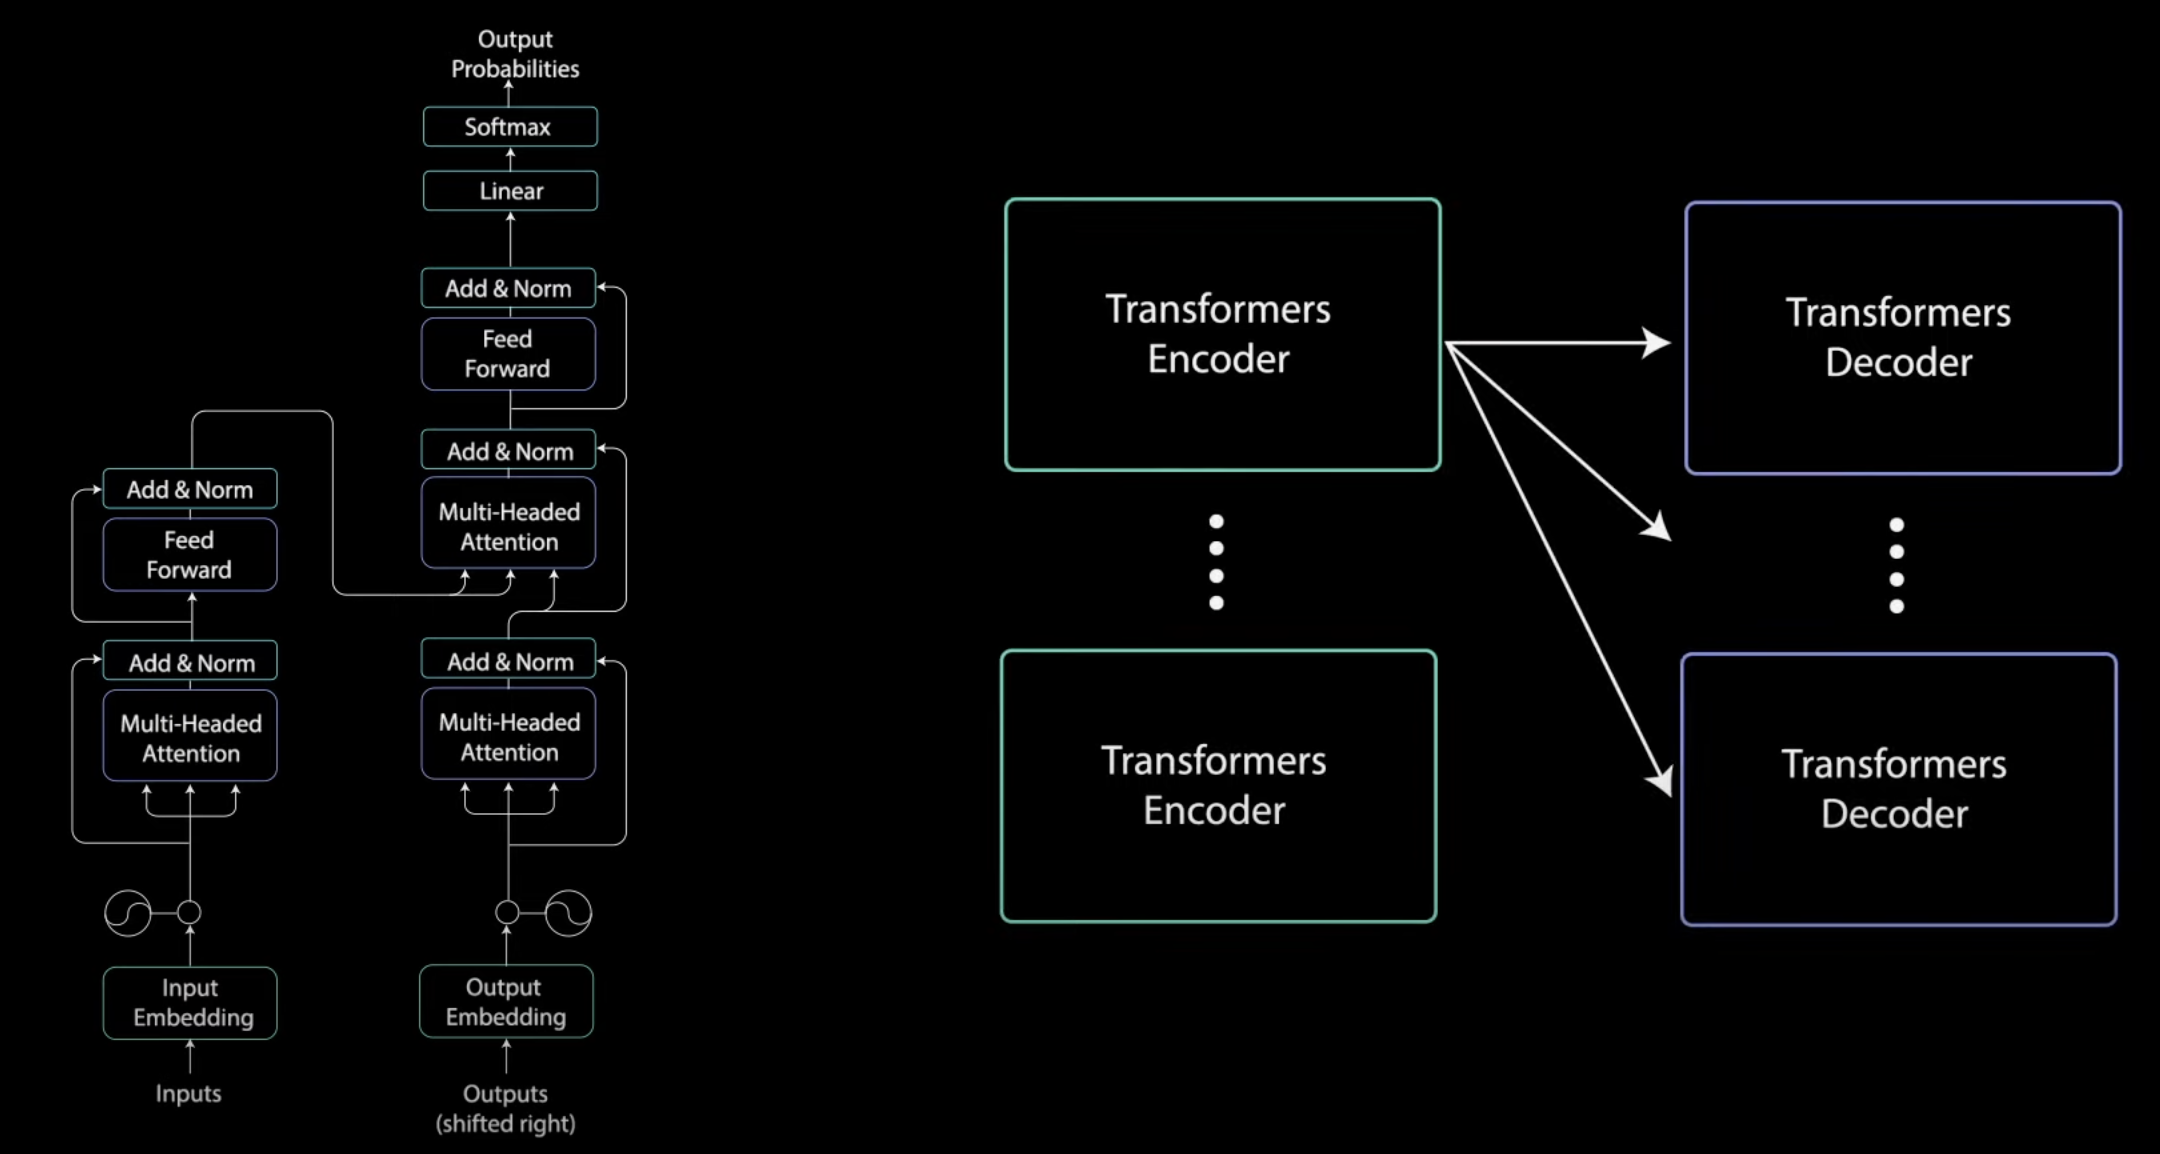 Output
Probabilities
Softmax
Linear
Add & Norm
Feed
Forward
Add & Norm
Multi-Headed
Attention
Add & Norm
Multi-Headed
Attention
Output
Embedding
Outputs
(shifted right)
Add & Norm
Feed
Forward
Add & Norm
Multi-Headed
Attention
Input
Embedding
Inputs
Transformers
Encoder
Transformers
Encoder
Transformers
Decoder
Transformers
Decoder